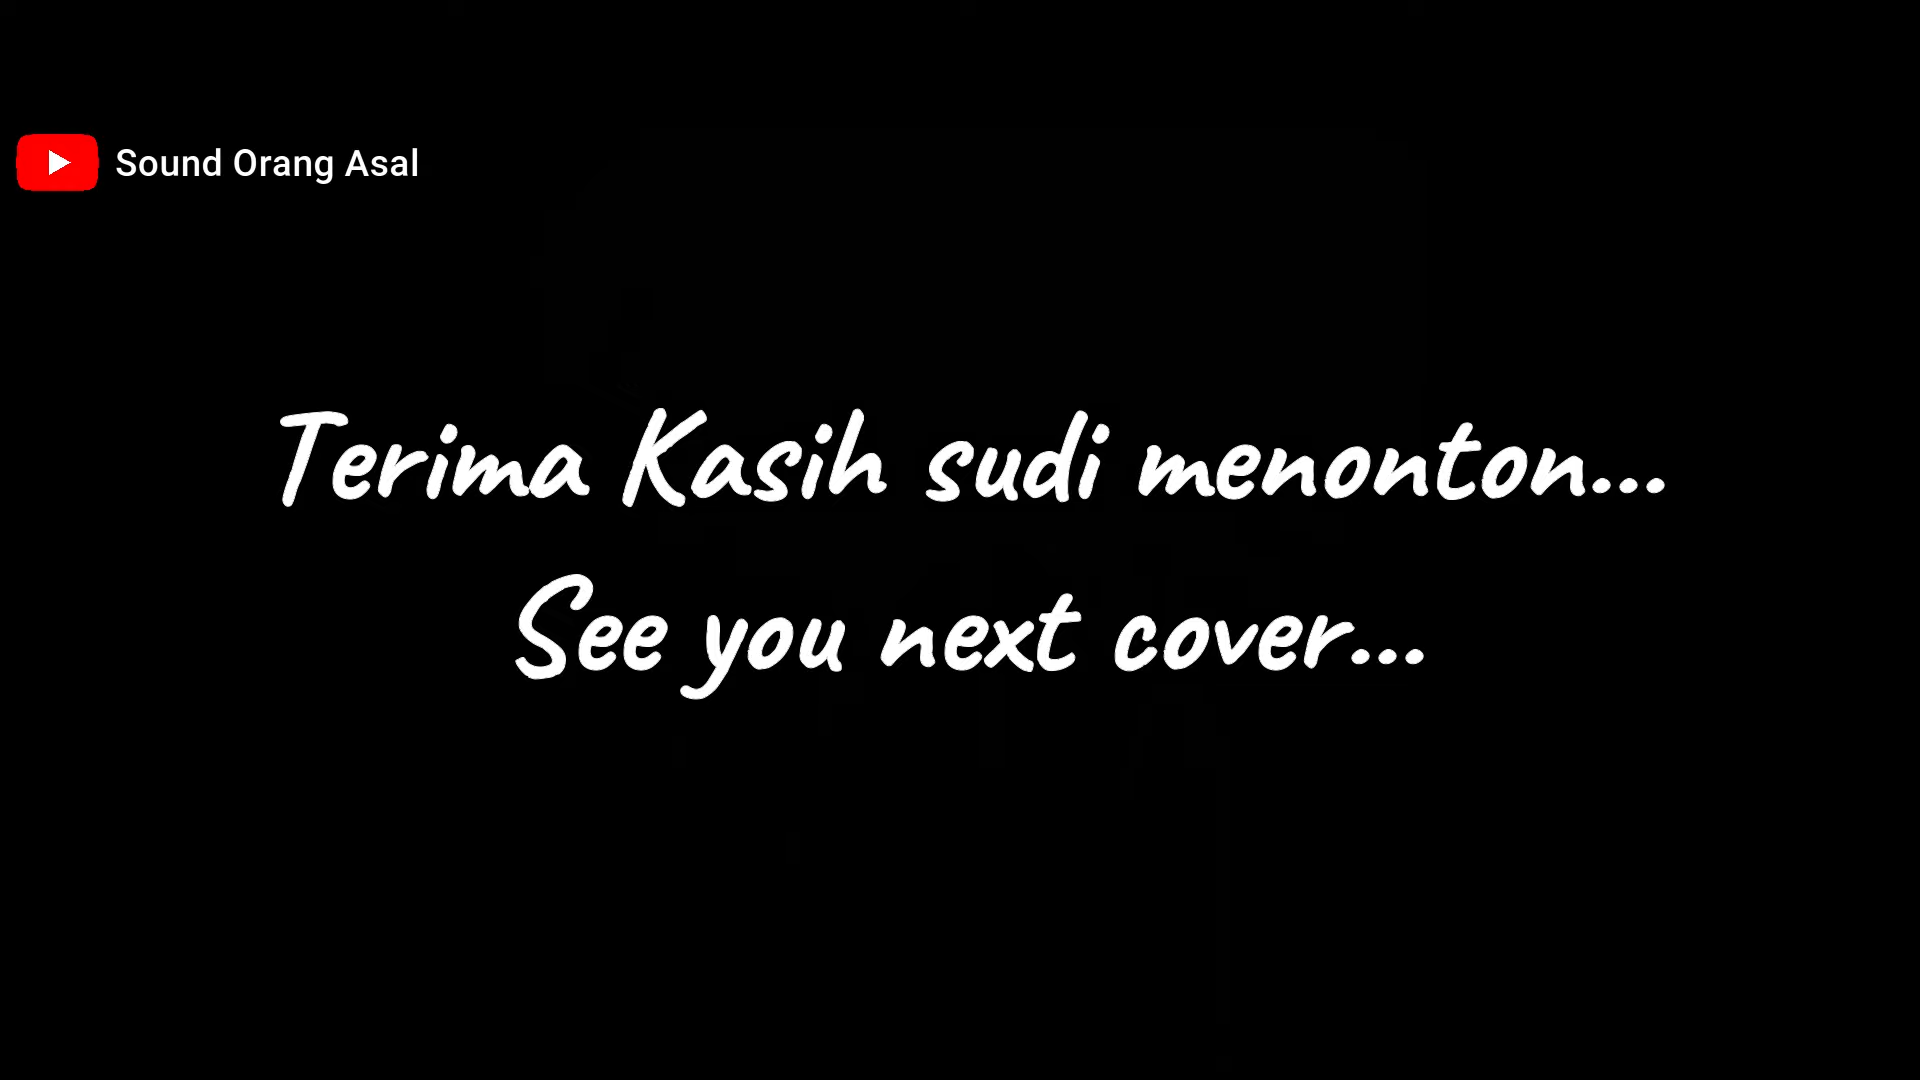 Sound Orang Asal
Terima Kasih sudi menonton...
See you next cover...